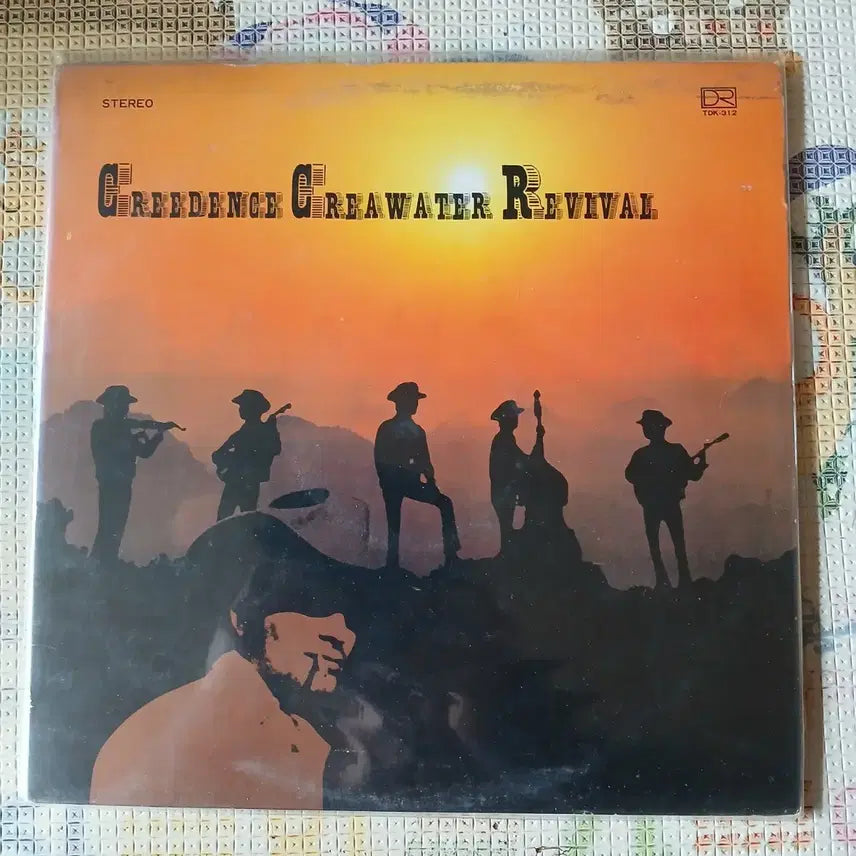 STEREO
DR
TDK-312
CREEDENCE CREAWATER REVIVAL